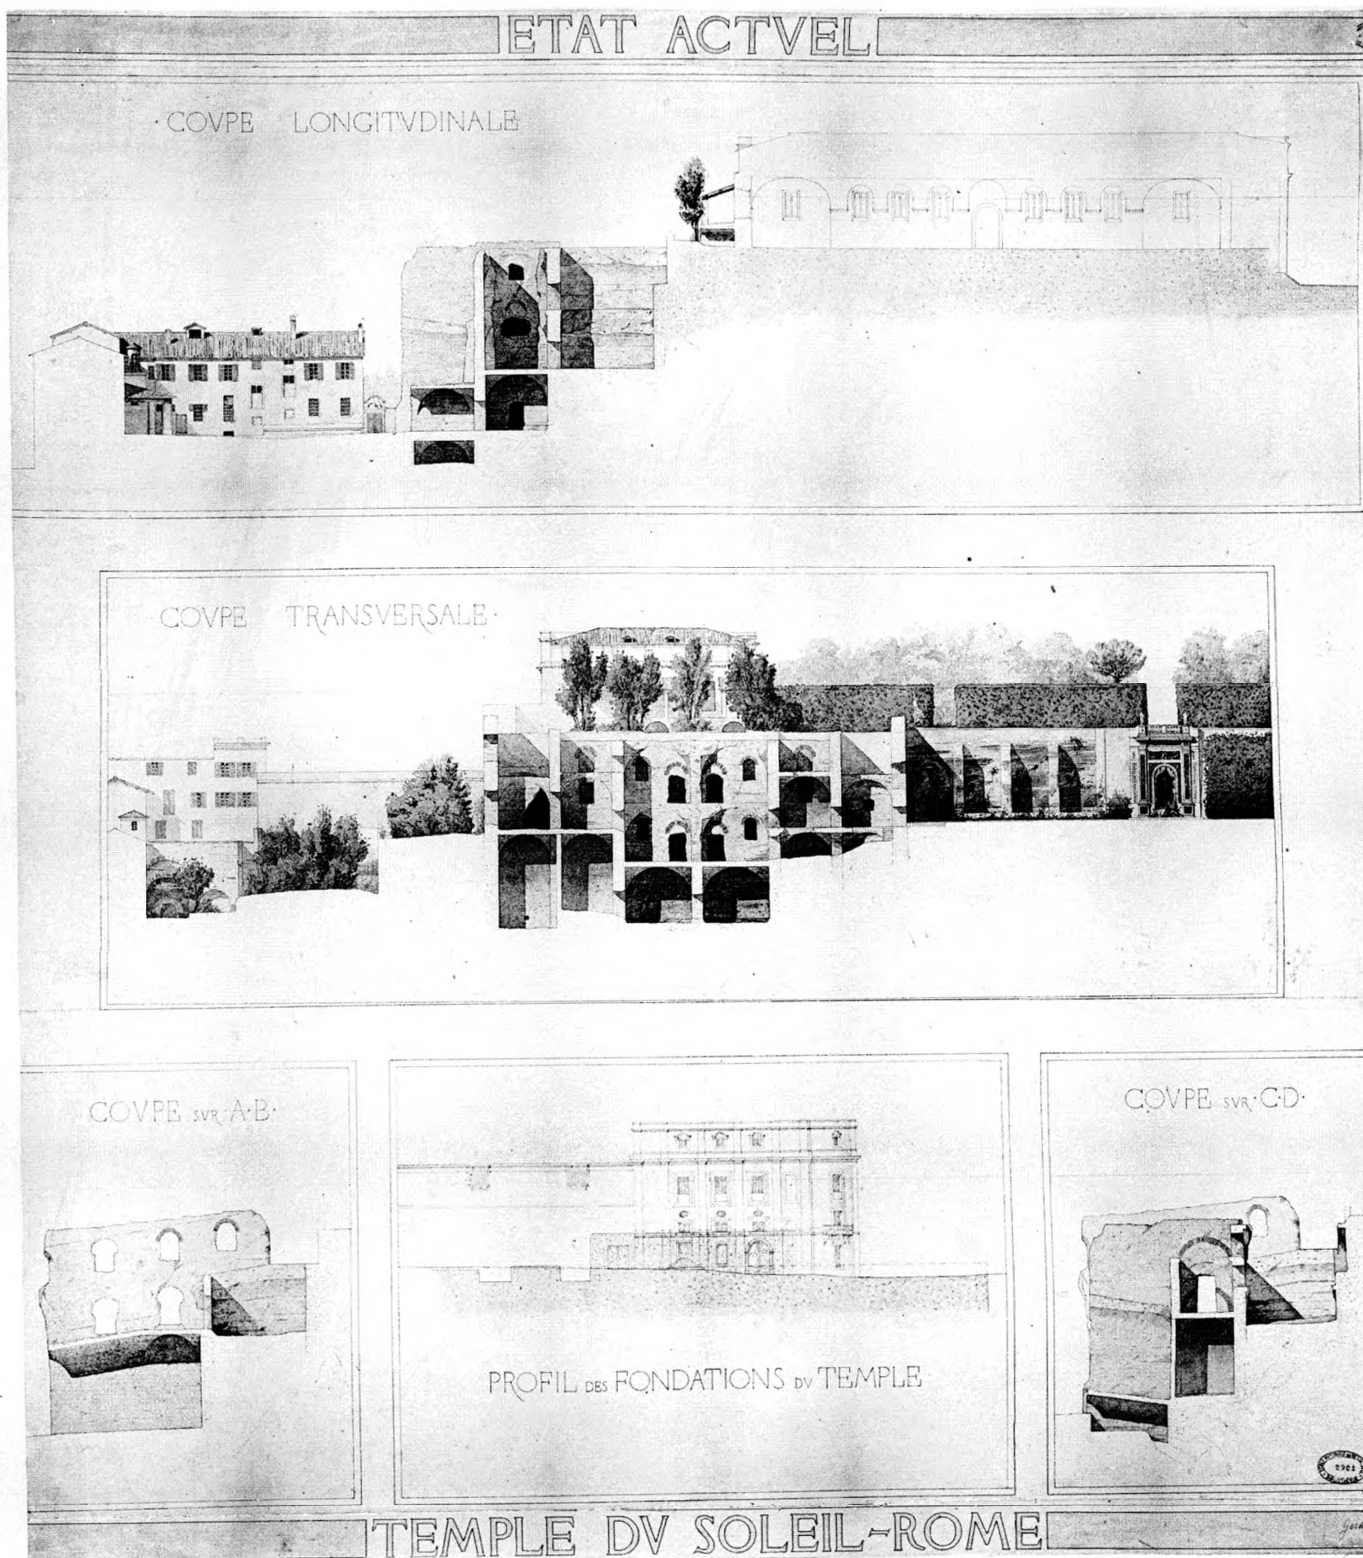 ETAT ACTVEL
· COVPE LONGITVDINALE
COVPE TRANSVERSALE ·
COVPE SVR · A · B ·
COVPE SVR · C · D ·
PROFIL DES FONDATIONS DV TEMPLE
TEMPLE DV SOLEIL-ROME